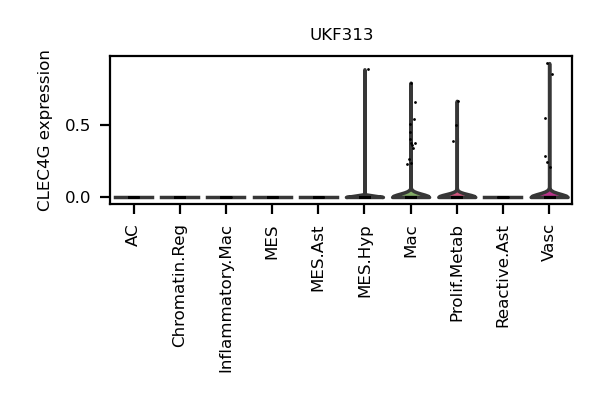 UKF313
CLEC4G expression
0.5
0.0
AC
Chromatin.Reg
Inflammatory.Mac
MES
MES.Ast
MES.Hyp
Mac
Prolif.Metab
Reactive.Ast
Vasc